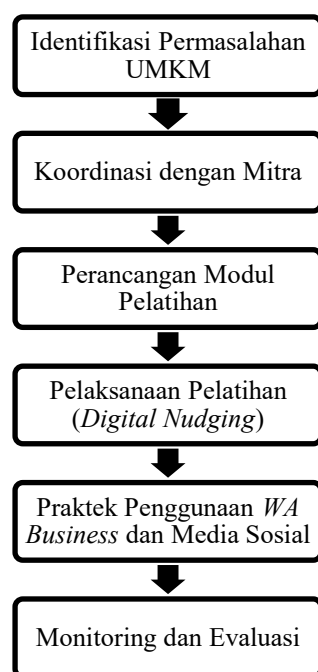 Identifikasi Permasalahan
UMKM
Koordinasi dengan Mitra
Perancangan Modul
Pelatihan
Pelaksanaan Pelatihan
(Digital Nudging)
Praktek Penggunaan WA
Business dan Media Sosial
Monitoring dan Evaluasi